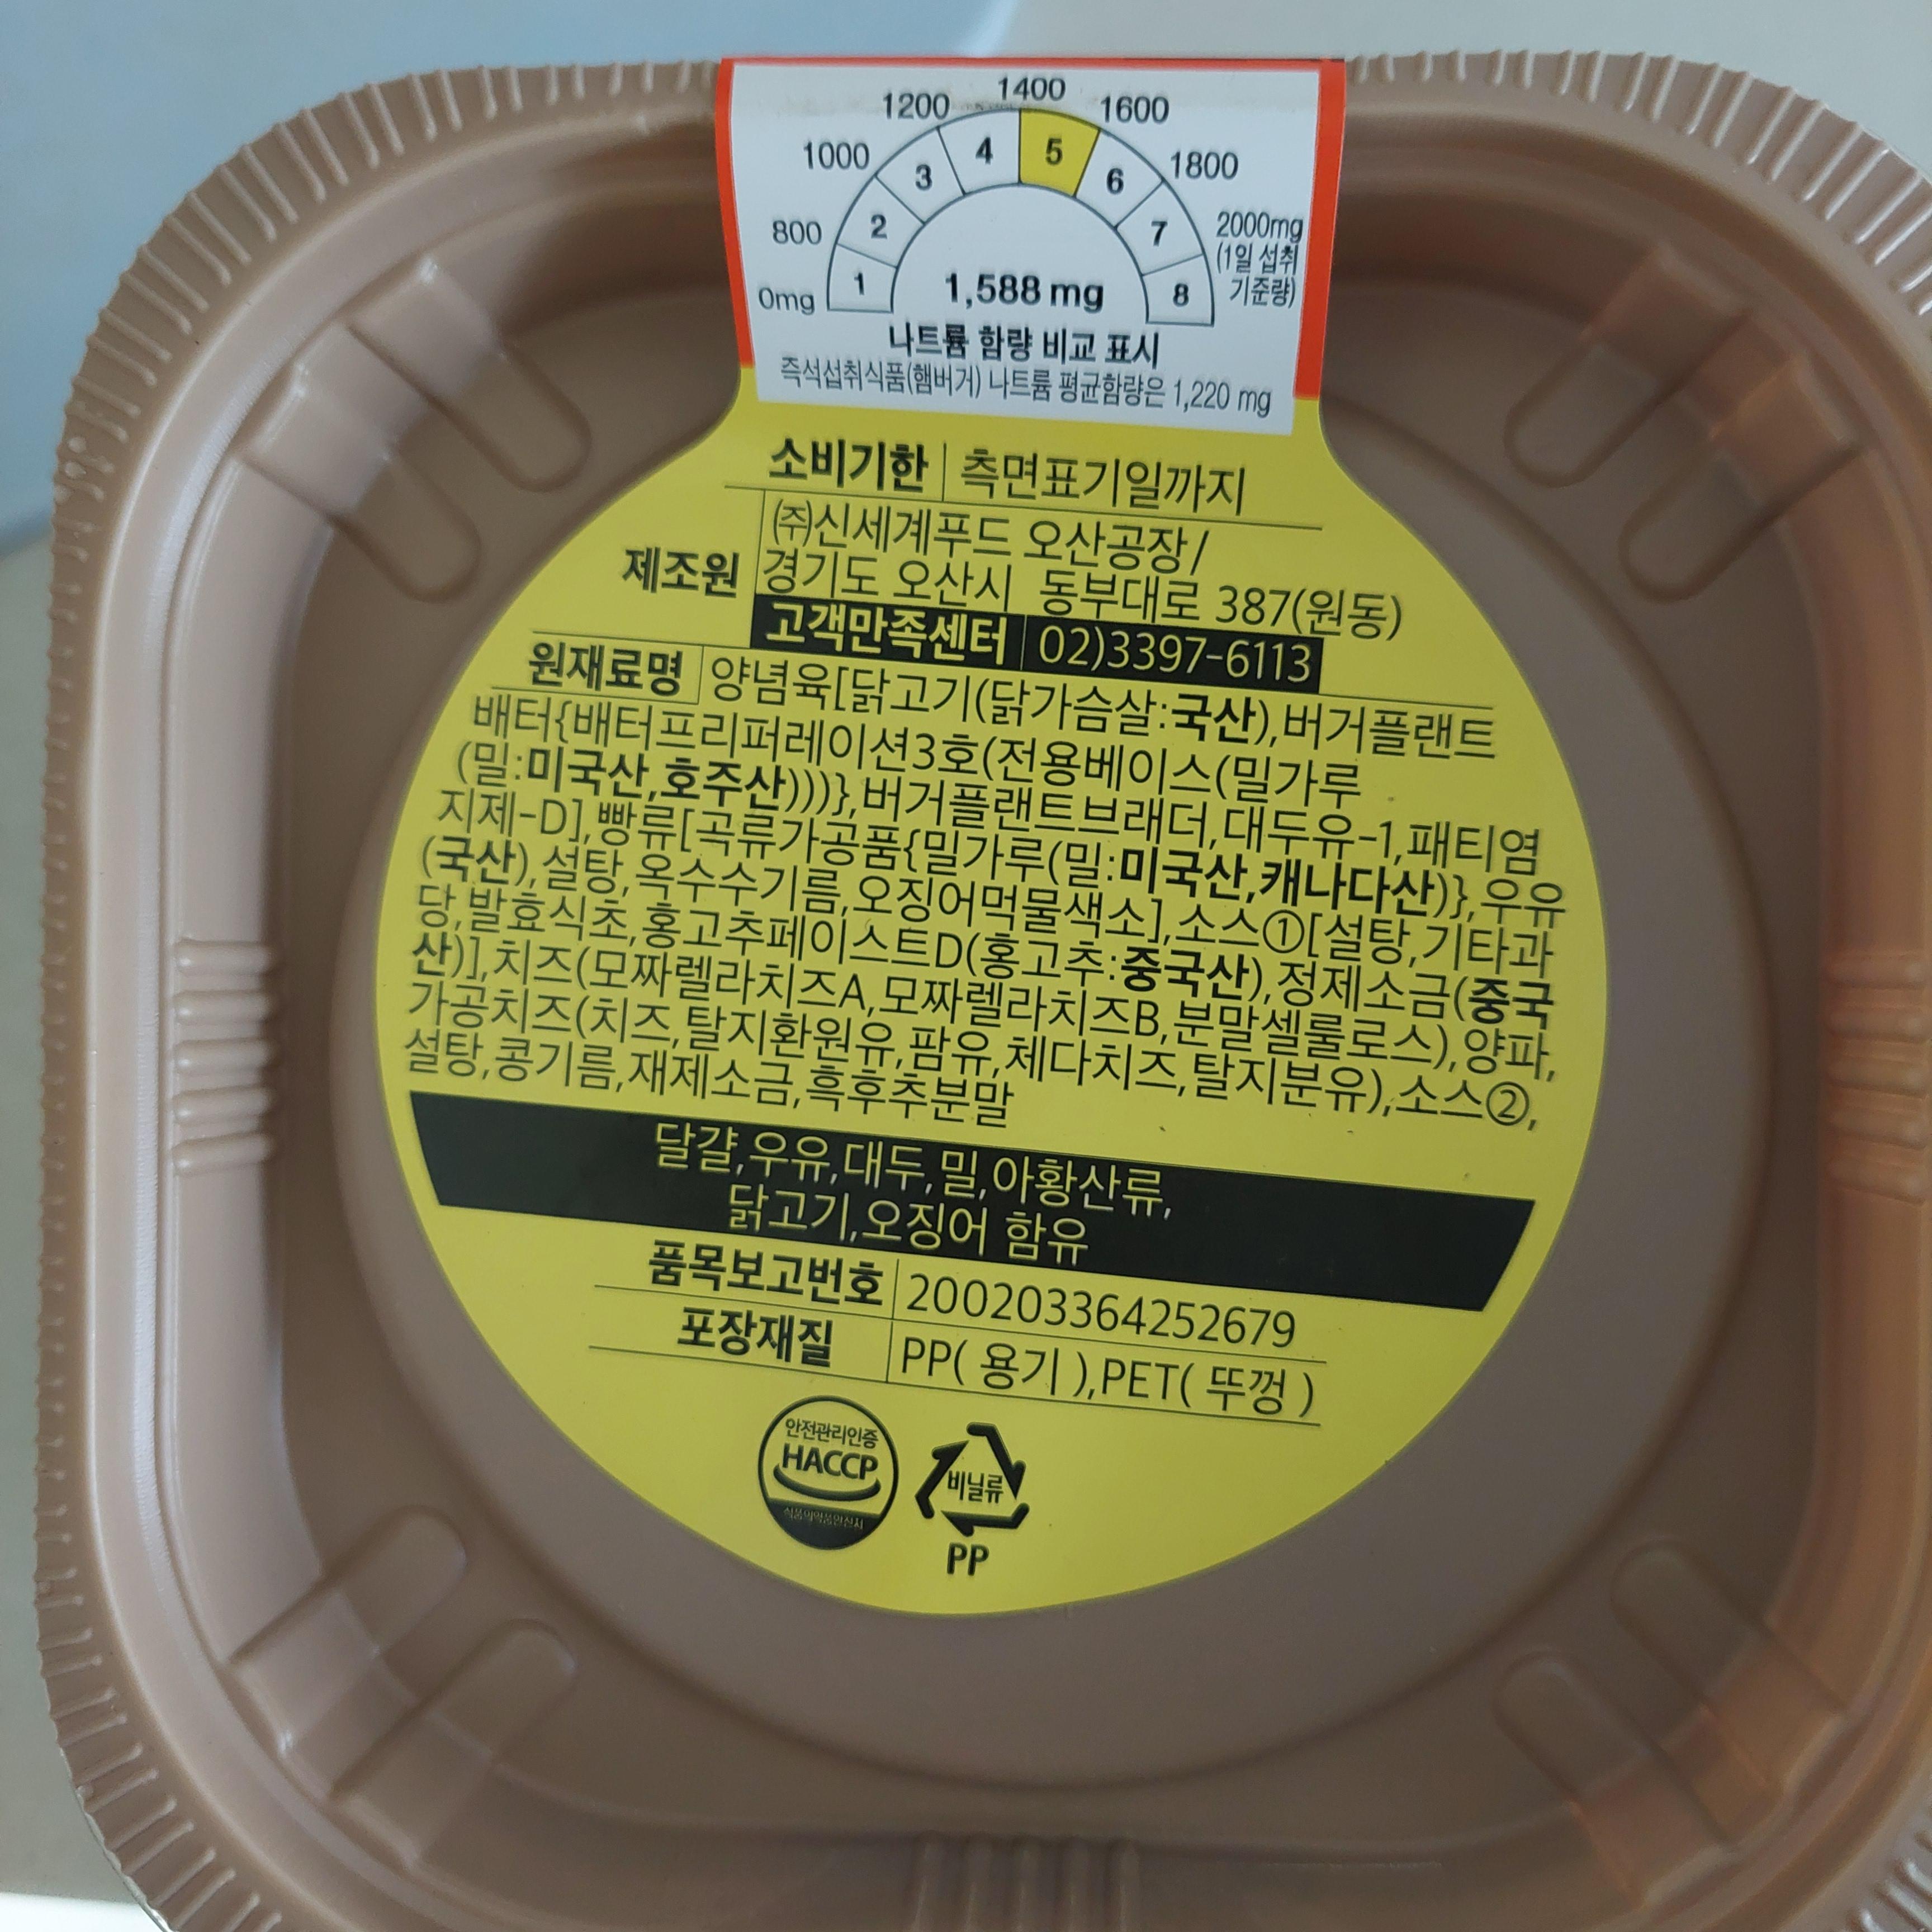 1400
1200 1600
1000 1800
800 2000mg
(1일 섭취
기준량)
0mg
1 2 3 4 5 6 7 8
1,588 mg
나트륨 함량 비교 표시
즉석섭취식품(햄버거) 나트륨 평균함량은 1,220 mg
소비기한 측면표기일까지
㈜신세계푸드 오산공장/
제조원 경기도 오산시 동부대로 387(원동)
고객만족센터 02)3397-6113
원재료명 양념육[닭고기(닭가슴살:국산),버거플랜트
배터{배터프리퍼레이션3호(전용베이스(밀가루
(밀:미국산,호주산)))},버거플랜트브래더,대두유-1,패티염
지제-D],빵류[곡류가공품{밀가루(밀:미국산,캐나다산)},우유
(국산),설탕,옥수수기름,오징어먹물색소],소스①[설탕,기타과
당,발효식초,홍고추페이스트D(홍고추:중국산),정제소금(중국
산)],치즈(모짜렐라치즈A,모짜렐라치즈B,분말셀룰로스),양파,
가공치즈(치즈,탈지환원유,팜유,체다치즈,탈지분유),소스②,
설탕,콩기름,재제소금,흑후추분말
달걀,우유,대두,밀,아황산류,
닭고기,오징어 함유
품목보고번호 200203364252679
포장재질 PP( 용기 ),PET( 뚜껑 )
안전관리인증
HACCP
식품의약품안전처
비닐류
PP